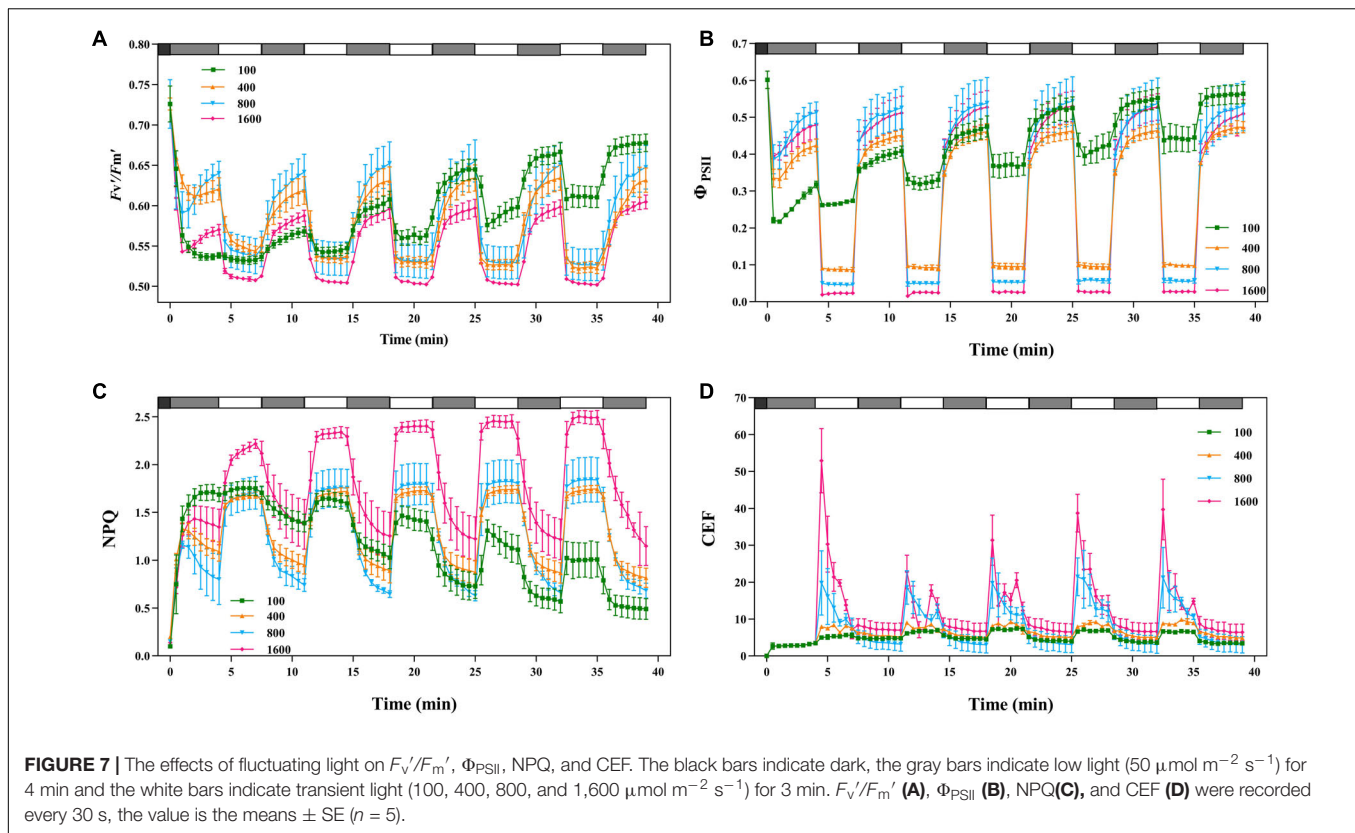 A
Fv'/Fm'
0.80
0.75
0.70
0.65
0.60
0.55
0.50
100
400
800
1600
0 5 10 15 20 25 30 35 40
Time (min)
B
ΦPSII
0.7
0.6
0.5
0.4
0.3
0.2
0.1
0.0
100
400
800
1600
0 5 10 15 20 25 30 35 40
Time (min)
C
NPQ
2.5
2.0
1.5
1.0
0.5
0.0
100
400
800
1600
0 5 10 15 20 25 30 35 40
Time (min)
D
CEF
70
60
50
40
30
20
10
0
100
400
800
1600
0 5 10 15 20 25 30 35 40
Time (min)
FIGURE 7 | The effects of fluctuating light on Fv'/Fm', ΦPSII, NPQ, and CEF. The black bars indicate dark, the gray bars indicate low light (50 μmol m−2 s−1) for
4 min and the white bars indicate transient light (100, 400, 800, and 1,600 μmol m−2 s−1) for 3 min. Fv'/Fm' (A), ΦPSII (B), NPQ(C), and CEF (D) were recorded
every 30 s, the value is the means ± SE (n = 5).